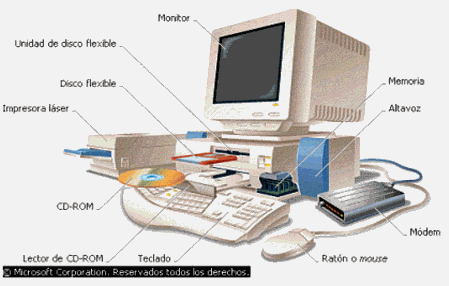 Monitor
Unidad de disco flexible
Disco flexible
Memoria
Impresora láser
Altavoz
CD-ROM
Módem
Lector de CD-ROM
Teclado
Ratón o mouse
© Microsoft Corporation. Reservados todos los derechos.